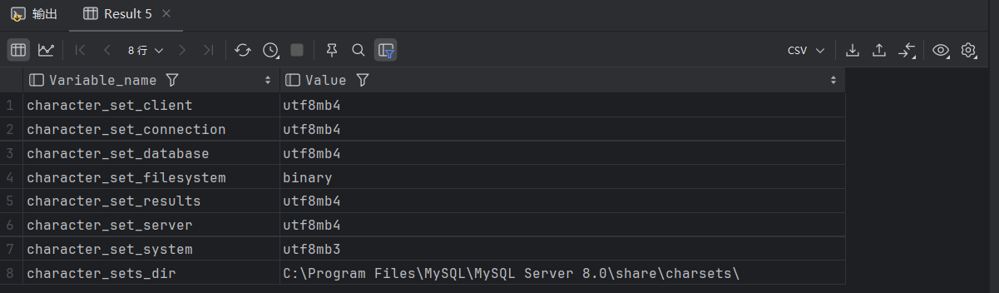 输出 Result 5
8 行 CSV
Variable_name Value
1 character_set_client utf8mb4
2 character_set_connection utf8mb4
3 character_set_database utf8mb4
4 character_set_filesystem binary
5 character_set_results utf8mb4
6 character_set_server utf8mb4
7 character_set_system utf8mb3
8 character_sets_dir C:\Program Files\MySQL\MySQL Server 8.0\share\charsets\